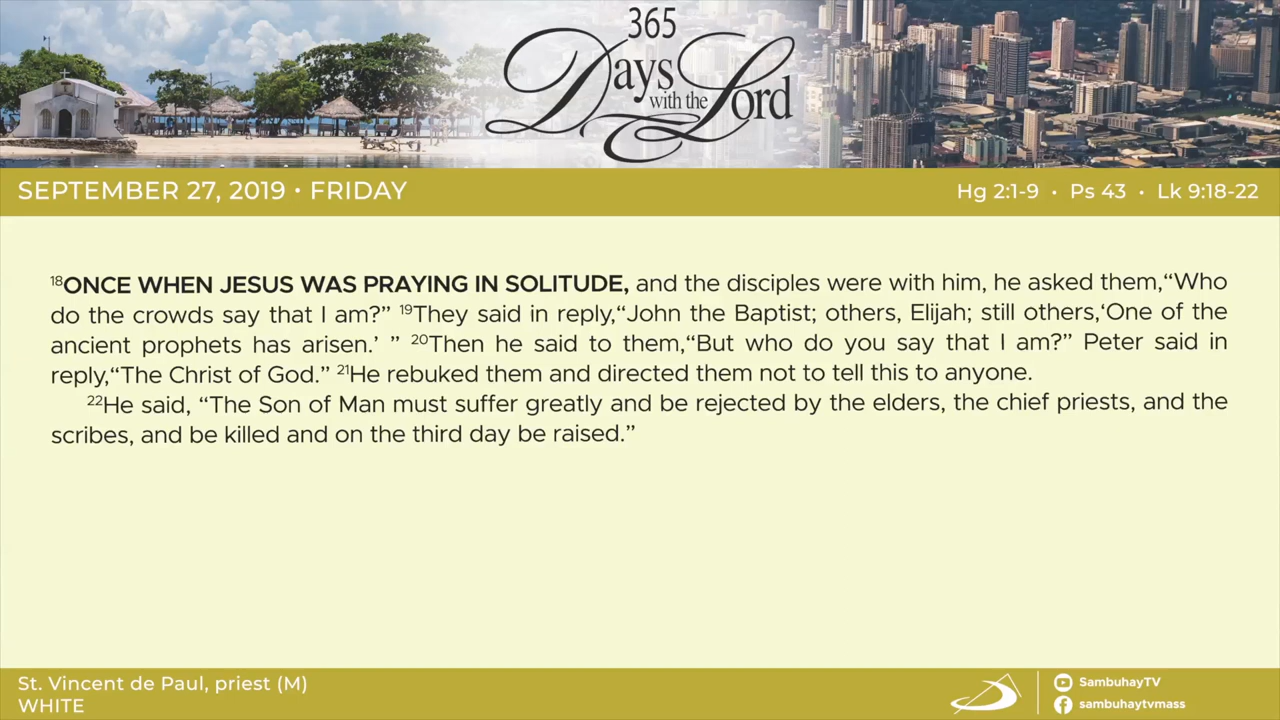 365
Days with the Lord
SEPTEMBER 27, 2019 • FRIDAY
Hg 2:1-9 • Ps 43 • Lk 9:18-22
18ONCE WHEN JESUS WAS PRAYING IN SOLITUDE, and the disciples were with him, he asked them,“Who
do the crowds say that I am?” 19They said in reply,“John the Baptist; others, Elijah; still others,‘One of the
ancient prophets has arisen.’ ” 20Then he said to them,“But who do you say that I am?” Peter said in
reply,“The Christ of God.” 21He rebuked them and directed them not to tell this to anyone.
22He said, “The Son of Man must suffer greatly and be rejected by the elders, the chief priests, and the
scribes, and be killed and on the third day be raised.”
St. Vincent de Paul, priest (M)
WHITE
SambuhayTV
sambuhaytvmass